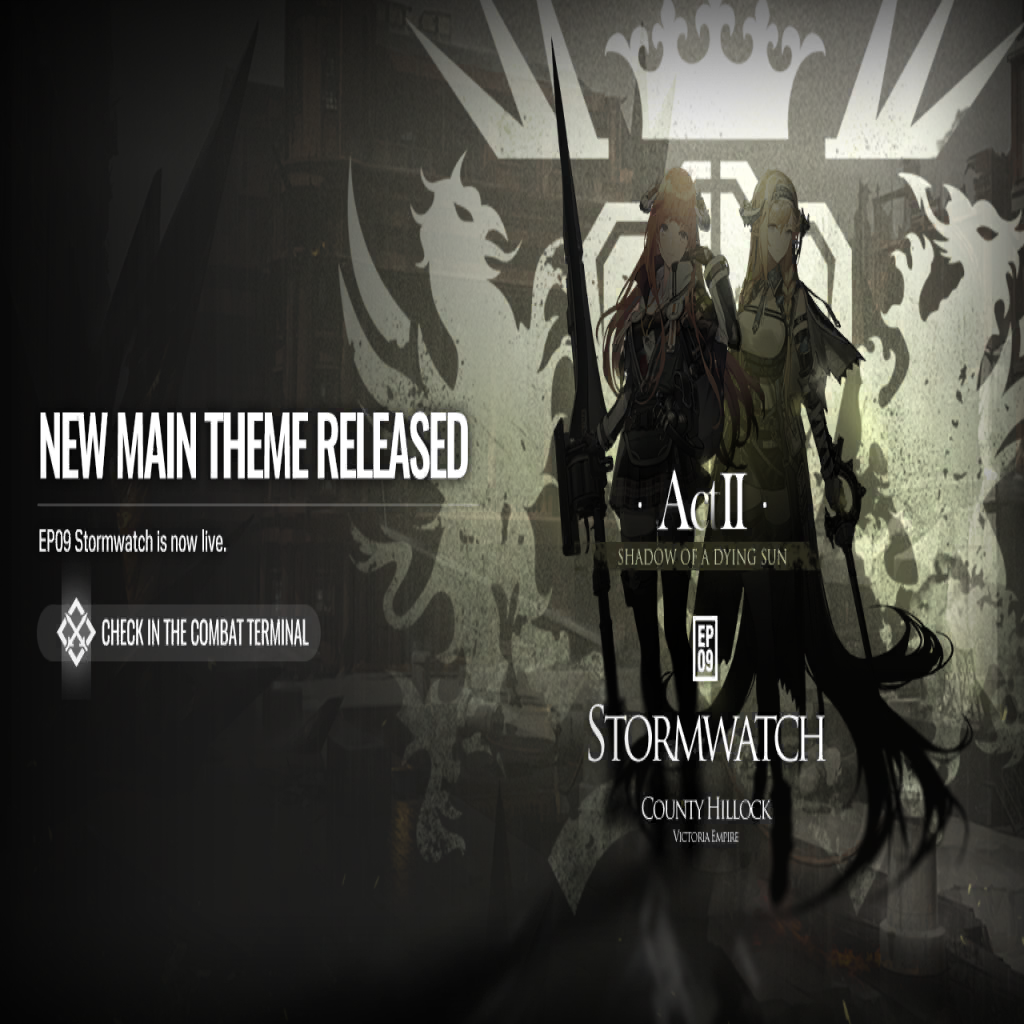 NEW MAIN THEME RELEASED
EP09 Stormwatch is now live.
CHECK IN THE COMBAT TERMINAL
· Act II ·
SHADOW OF A DYING SUN
EP
09
STORMWATCH
COUNTY HILLOCK
VICTORIA EMPIRE